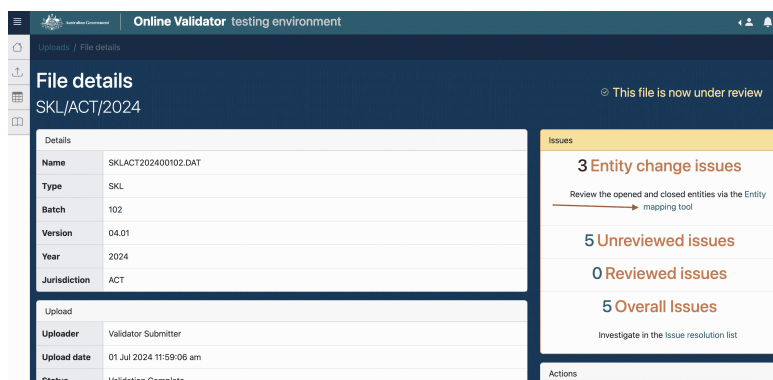 Australian Government
Online Validator testing environment
Uploads / File details
File details
SKL/ACT/2024
This file is now under review
Details
Name SKLACT202400102.DAT
Type SKL
Batch 102
Version 04.01
Year 2024
Jurisdiction ACT
Upload
Uploader Validator Submitter
Upload date 01 Jul 2024 11:59:06 am
Status Validation Complete
Issues
3 Entity change issues
Review the opened and closed entities via the Entity
mapping tool
5 Unreviewed issues
0 Reviewed issues
5 Overall Issues
Investigate in the Issue resolution list
Actions